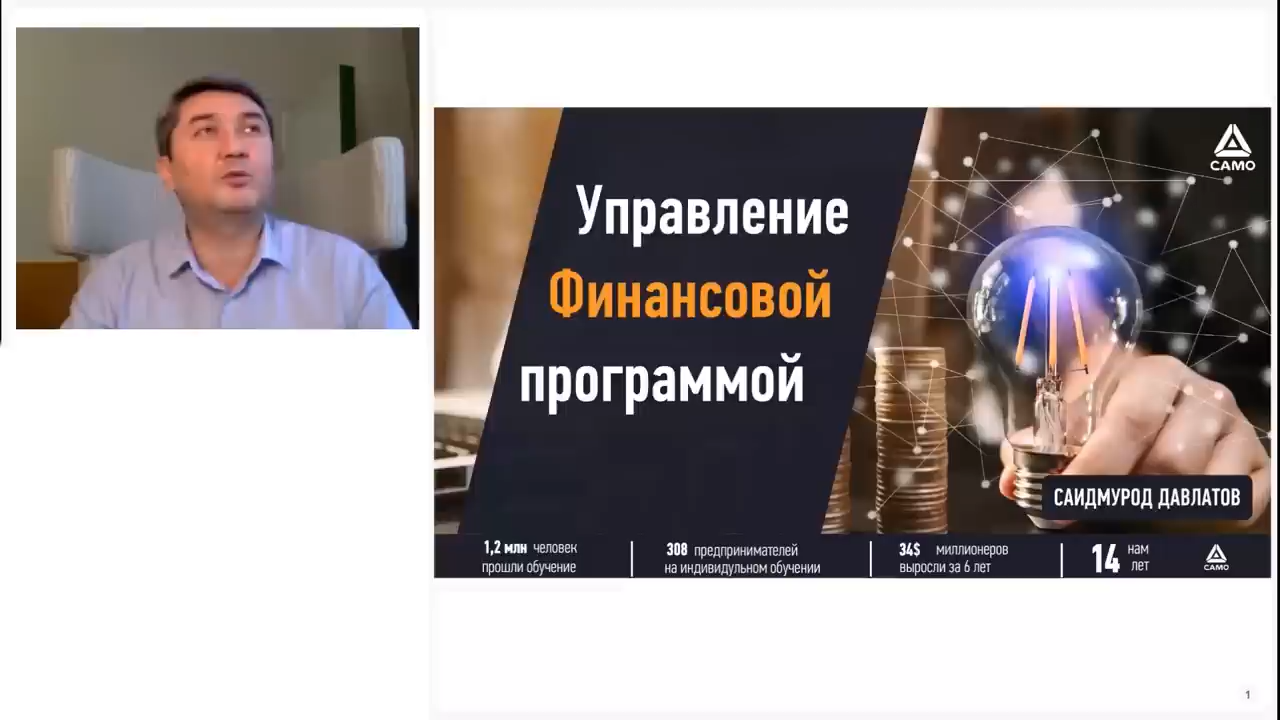 САМО
Управление
Финансовой
программой
САИДМУРОД ДАВЛАТОВ
1,2 млн человек
прошли обучение
308 предпринимателей
на индивидульном обучении
34$ миллионеров
выросли за 6 лет
14 нам
лет
САМО
1